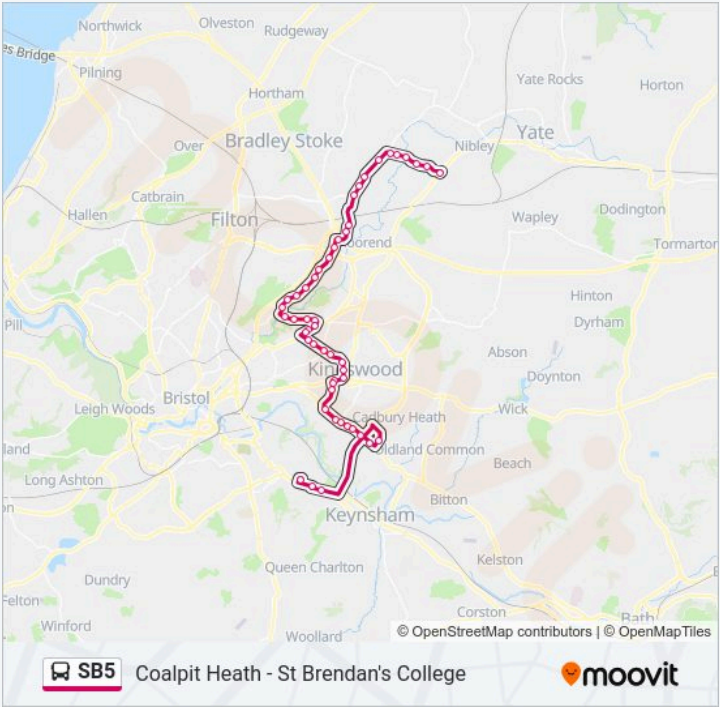 Northwick
Olveston
Rudgeway
es Bridge
Pilning
Yate Rocks
Horton
Hortham
Bradley Stoke
Yate
Over
Nibley
Catbrain
Hallen
Filton
Wapley
Dodington
oorend
Tormarton
Hinton
Pill
Dyrham
Abson
Kingswood
Doynton
Bristol
Leigh Woods
Cadbury Heath
Wick
land
Oldland Common
Beach
Long Ashton
on
Bitton
Keynsham
Queen Charlton
Kelston
Dundry
Felton
Corston
Winford
Bath
Woollard
© OpenStreetMap contributors | © OpenMapTiles
SB5 Coalpit Heath - St Brendan's College
moovit